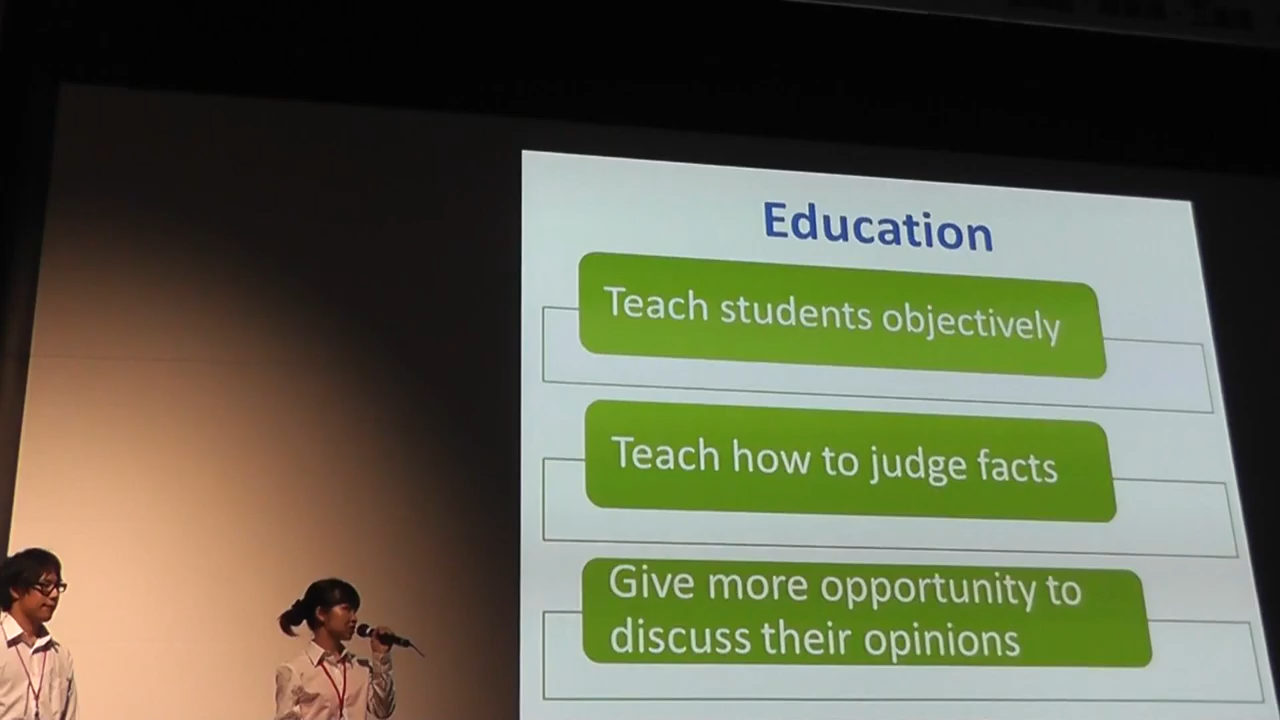 Education
Teach students objectively
Teach how to judge facts
Give more opportunity to
discuss their opinions